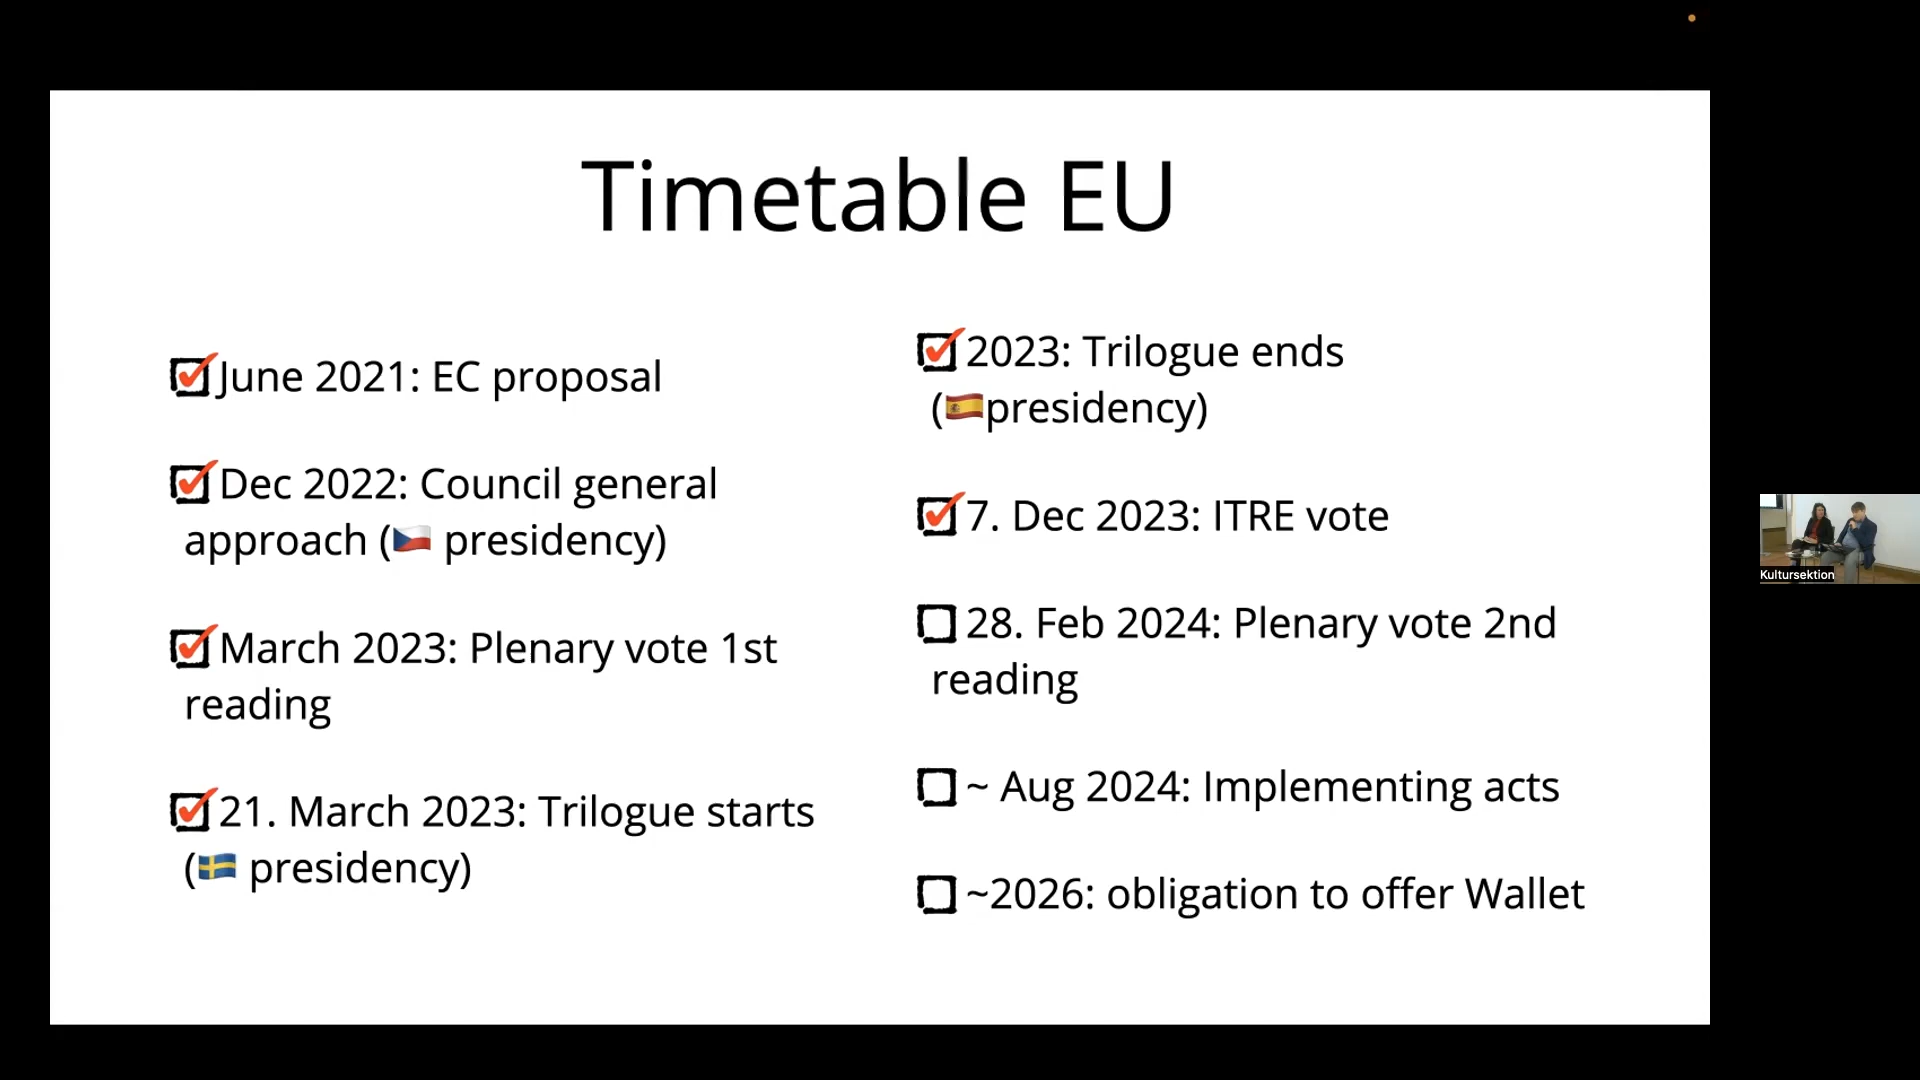 Timetable EU
☑June 2021: EC proposal
☑Dec 2022: Council general
approach (🇨🇿 presidency)
☑March 2023: Plenary vote 1st
reading
☑21. March 2023: Trilogue starts
(🇸🇪 presidency)
☑2023: Trilogue ends
(🇪🇸presidency)
☑7. Dec 2023: ITRE vote
☐ 28. Feb 2024: Plenary vote 2nd
reading
☐ ~ Aug 2024: Implementing acts
☐ ~2026: obligation to offer Wallet
Kultursektion